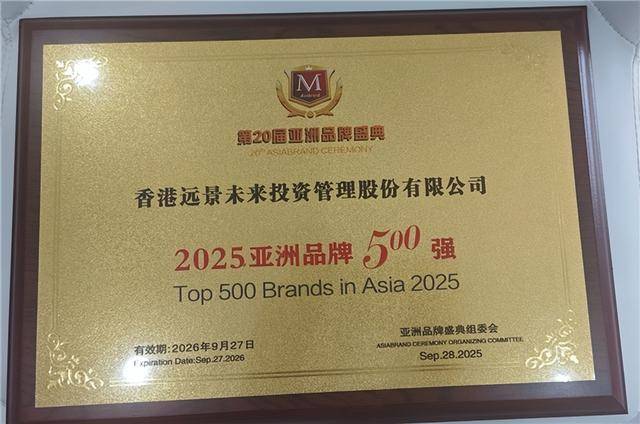 M
Asiabrand
第20届亚洲品牌盛典
20TH ASIABRAND CEREMONY
香港远景未来投资管理股份有限公司
2025亚洲品牌500强
Top 500 Brands in Asia 2025
有效期:2026年9月27日
Expiration Date:Sep.27.2026
亚洲品牌盛典组委会
ASIABRAND CEREMONY ORGANIZING COMMITTEE
Sep.28.2025